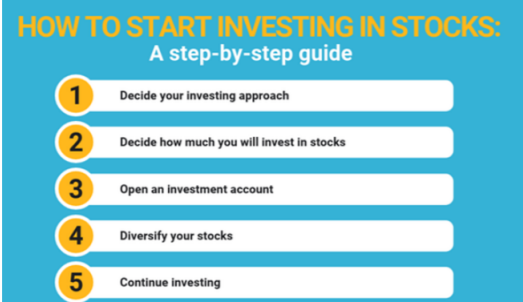 HOW TO START INVESTING IN STOCKS:
A step-by-step guide
1 Decide your investing approach
2 Decide how much you will invest in stocks
3 Open an investment account
4 Diversify your stocks
5 Continue investing